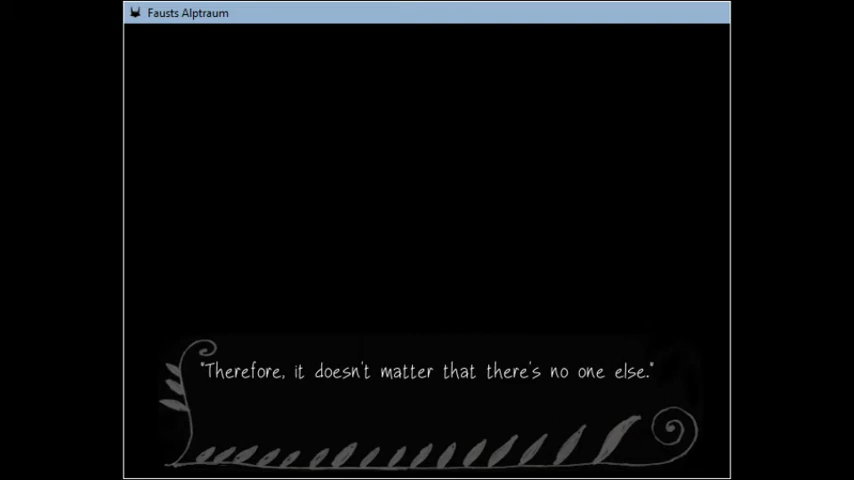 Fausts Alptraum
"Therefore, it doesn't matter that there's no one else."